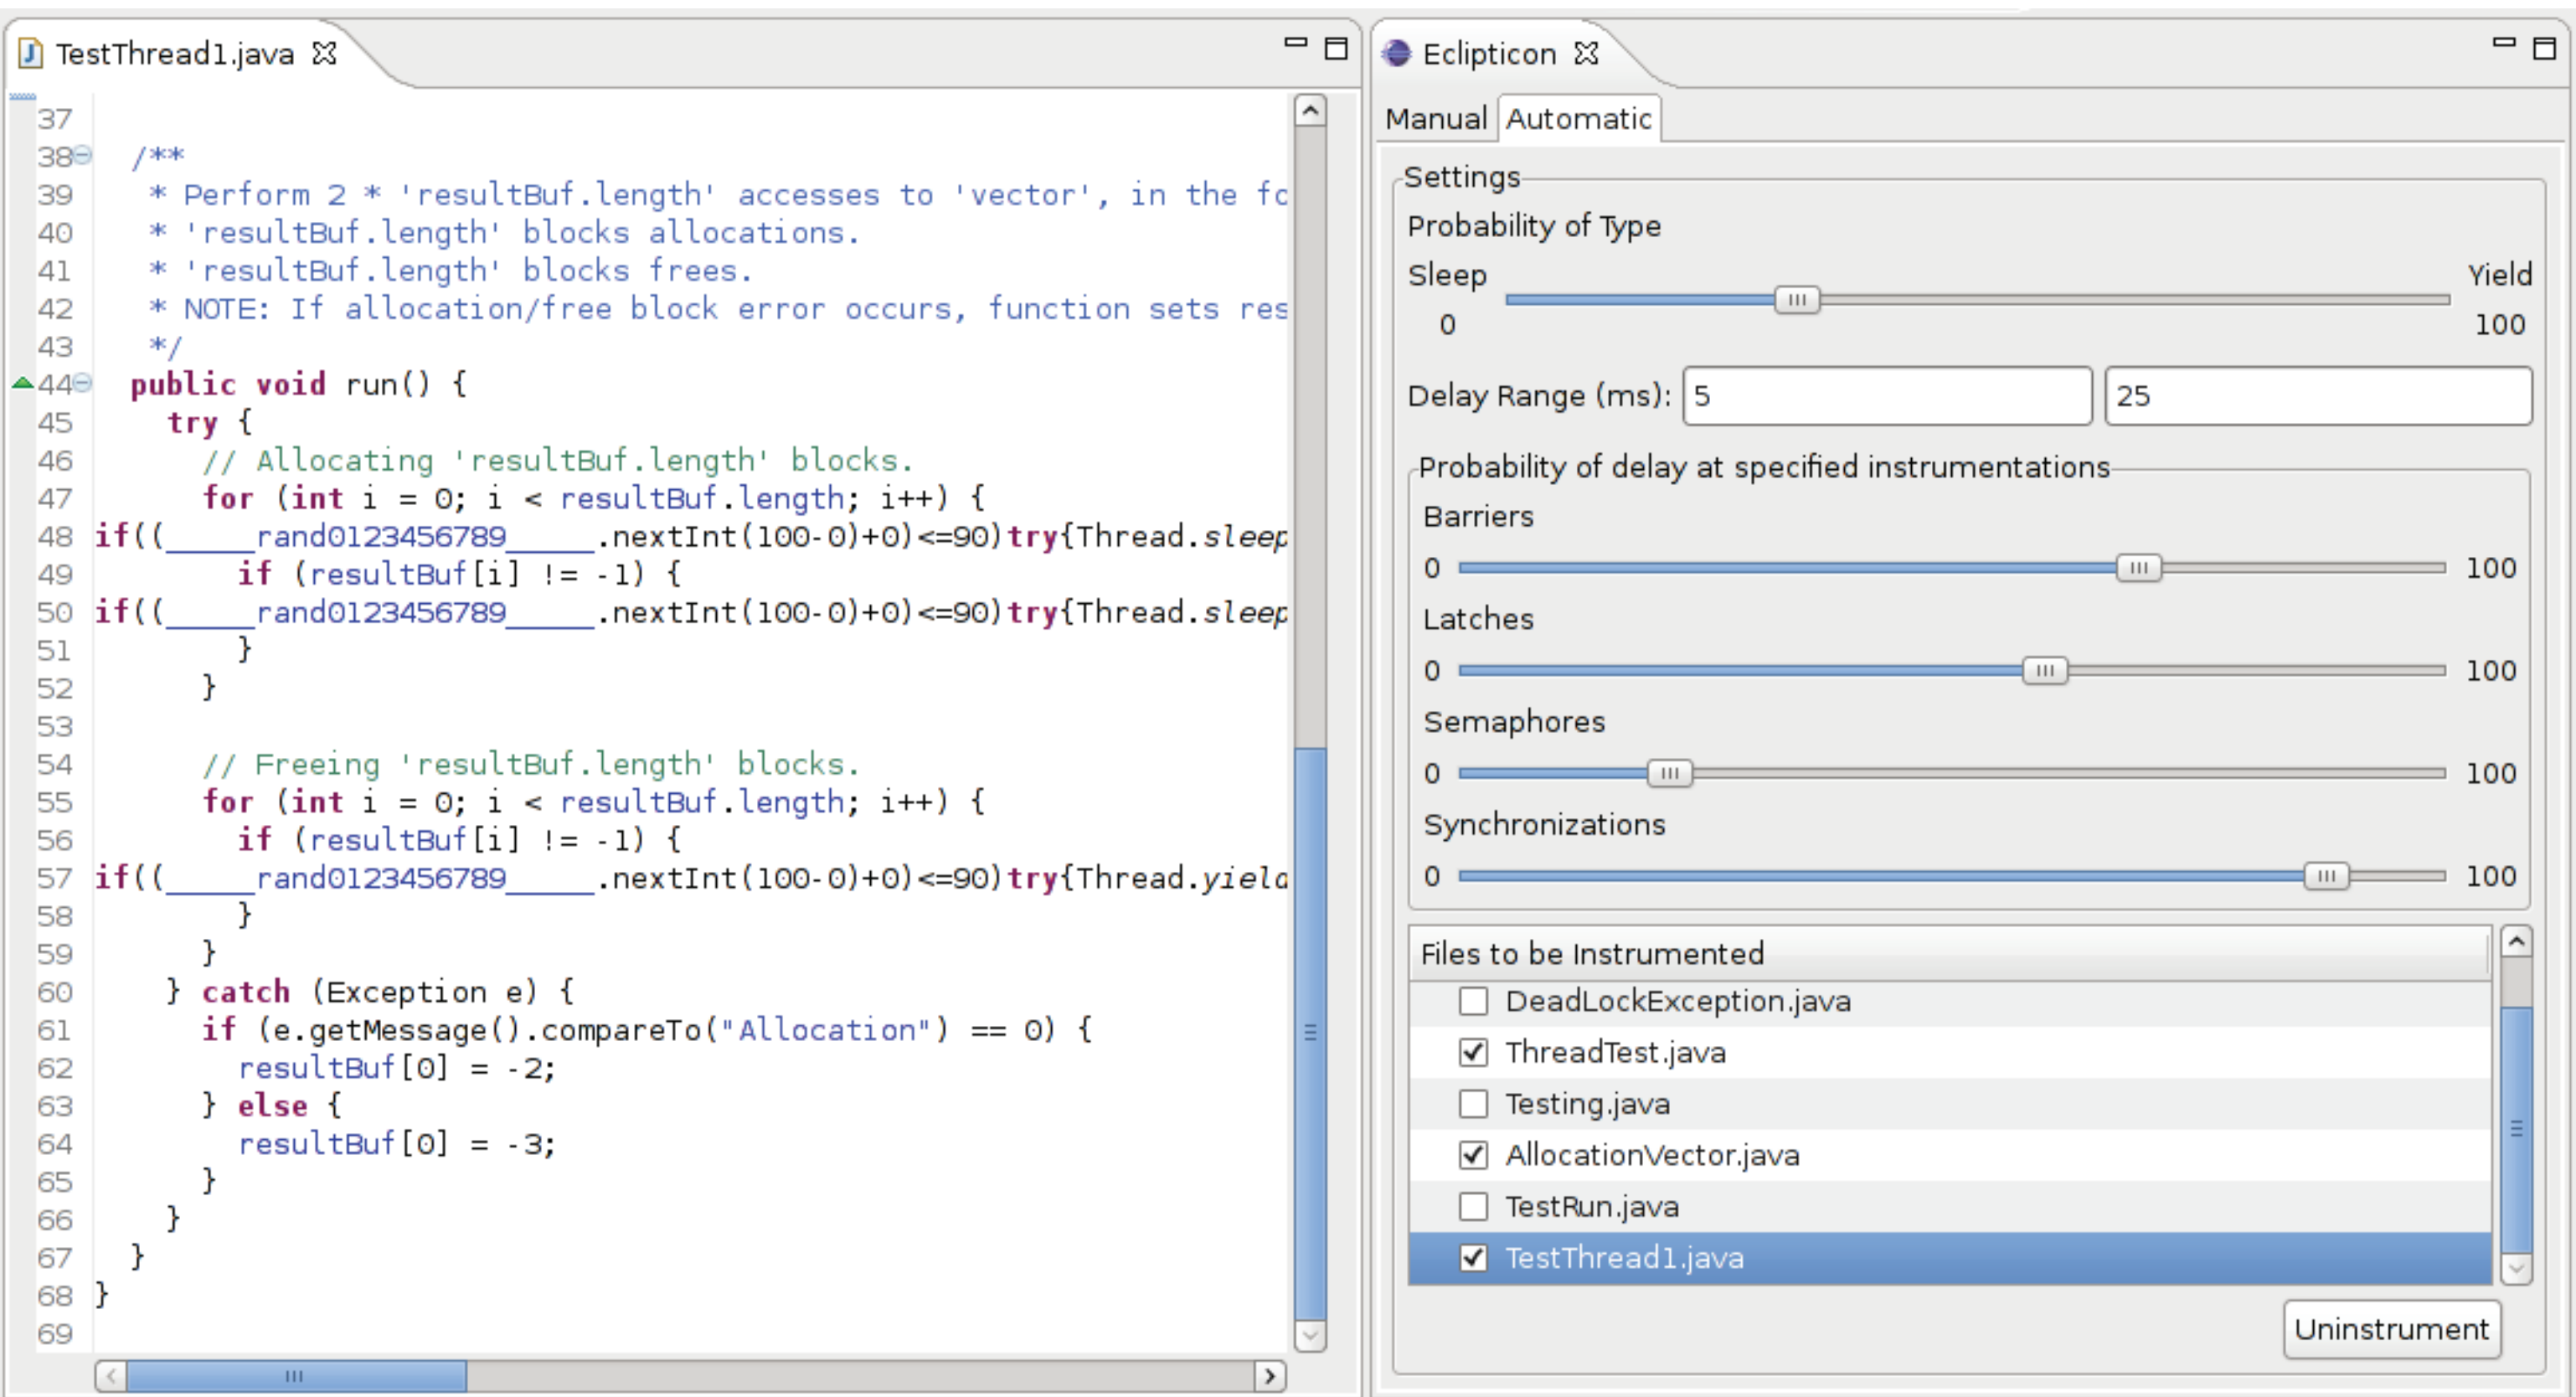 TestThread1.java
37
38 /**
39 * Perform 2 * 'resultBuf.length' accesses to 'vector', in the fo
40 * 'resultBuf.length' blocks allocations.
41 * 'resultBuf.length' blocks frees.
42 * NOTE: If allocation/free block error occurs, function sets res
43 */
44 public void run() {
45 try {
46 // Allocating 'resultBuf.length' blocks.
47 for (int i = 0; i < resultBuf.length; i++) {
48 if((_____rand0123456789_____.nextInt(100-0)+0)<=90)try{Thread.sleep
49 if (resultBuf[i] != -1) {
50 if((_____rand0123456789_____.nextInt(100-0)+0)<=90)try{Thread.sleep
51 }
52 }
53
54 // Freeing 'resultBuf.length' blocks.
55 for (int i = 0; i < resultBuf.length; i++) {
56 if (resultBuf[i] != -1) {
57 if((_____rand0123456789_____.nextInt(100-0)+0)<=90)try{Thread.yield
58 }
59 }
60 } catch (Exception e) {
61 if (e.getMessage().compareTo("Allocation") == 0) {
62 resultBuf[0] = -2;
63 } else {
64 resultBuf[0] = -3;
65 }
66 }
67 }
68 }
69
Eclipticon
Manual Automatic
Settings
Probability of Type
Sleep Yield
0 100
Delay Range (ms): 5 25
Probability of delay at specified instrumentations
Barriers
0 100
Latches
0 100
Semaphores
0 100
Synchronizations
0 100
Files to be Instrumented
DeadLockException.java
ThreadTest.java
Testing.java
AllocationVector.java
TestRun.java
TestThread1.java
Uninstrument